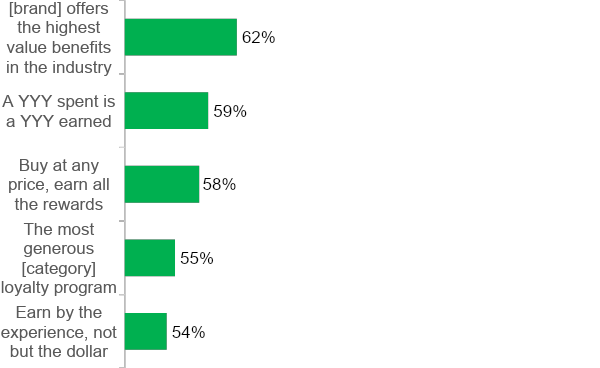 [brand] offers
the highest
value benefits
in the industry
62%
A YYY spent is
a YYY earned
59%
Buy at any
price, earn all
the rewards
58%
The most
generous
[category]
loyalty program
55%
Earn by the
experience, not
but the dollar
54%